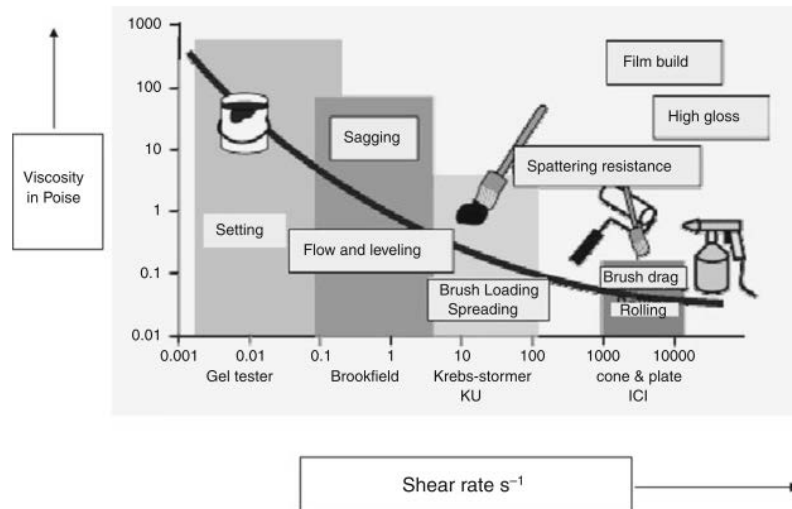 1000
100
10
1
0.1
0.01
Viscosity
in Poise
Film build
High gloss
Sagging
Spattering resistance
Setting
Flow and leveling
Brush Loading
Spreading
Brush drag
Rolling
0.001 0.01 0.1 1 10 100 1000 10000
Gel tester Brookfield Krebs-stormer cone & plate
KU ICI
Shear rate s⁻¹